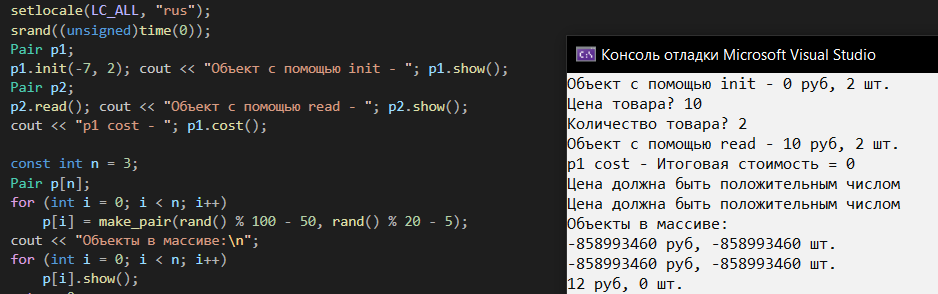 setlocale(LC_ALL, "rus");
srand((unsigned)time(0));
Pair p1;
p1.init(-7, 2); cout << "Объект с помощью init - "; p1.show();
Pair p2;
p2.read(); cout << "Объект с помощью read - "; p2.show();
cout << "p1 cost - "; p1.cost();
const int n = 3;
Pair p[n];
for (int i = 0; i < n; i++)
p[i] = make_pair(rand() % 100 - 50, rand() % 20 - 5);
cout << "Объекты в массиве:\n";
for (int i = 0; i < n; i++)
p[i].show();
Консоль отладки Microsoft Visual Studio
Объект с помощью init - 0 руб, 2 шт.
Цена товара? 10
Количество товара? 2
Объект с помощью read - 10 руб, 2 шт.
p1 cost - Итоговая стоимость = 0
Цена должна быть положительным числом
Цена должна быть положительным числом
Объекты в массиве:
-858993460 руб, -858993460 шт.
-858993460 руб, -858993460 шт.
12 руб, 0 шт.